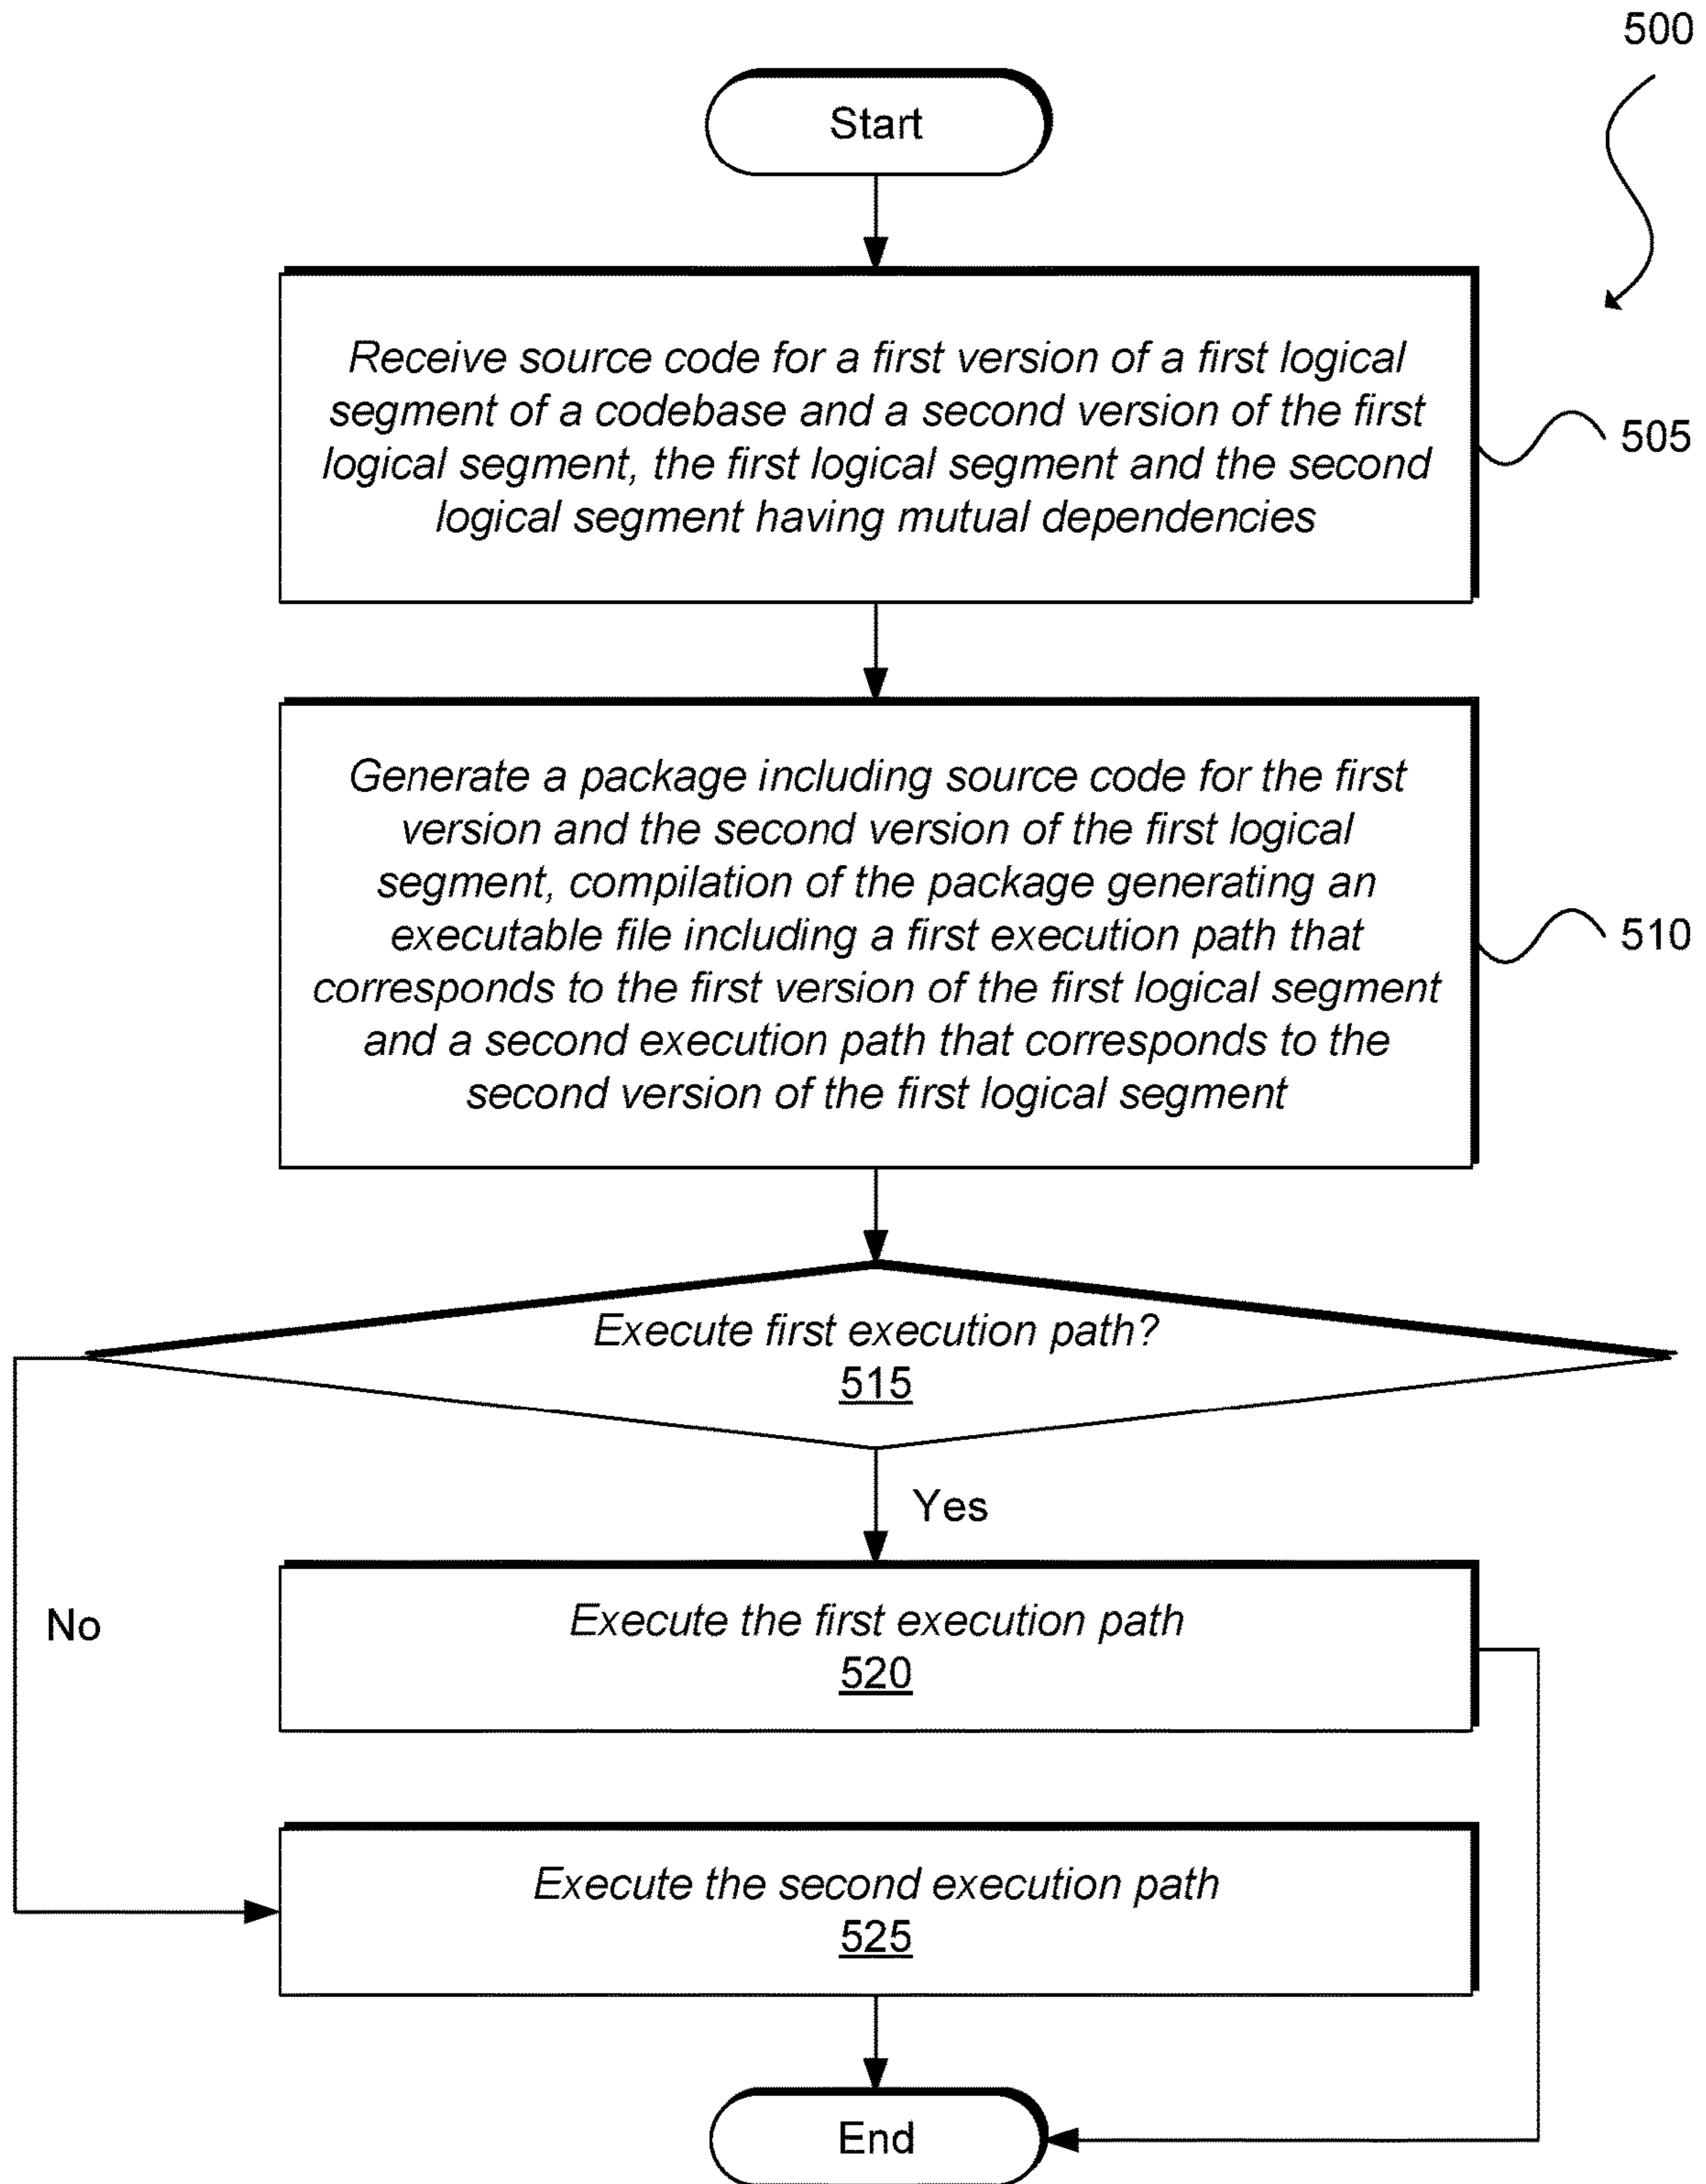 500
Start
Receive source code for a first version of a first logical
segment of a codebase and a second version of the first
logical segment, the first logical segment and the second
logical segment having mutual dependencies
505
Generate a package including source code for the first
version and the second version of the first logical
segment, compilation of the package generating an
executable file including a first execution path that
corresponds to the first version of the first logical segment
and a second execution path that corresponds to the
second version of the first logical segment
510
Execute first execution path?
515
Yes
No
Execute the first execution path
520
Execute the second execution path
525
End